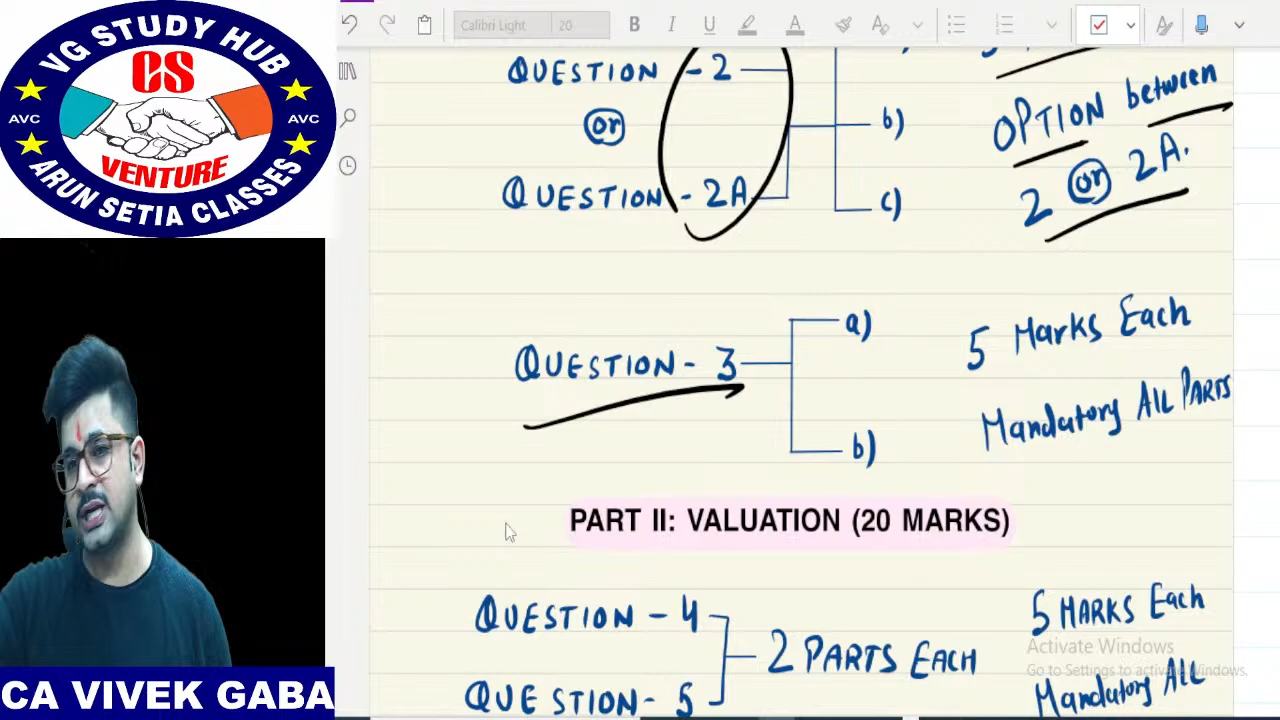 VG STUDY HUB
CS
AVC
AVC
VENTURE
ARUN SETIA CLASSES
CA VIVEK GABA
Calibri Light 20
B I U
QUESTION - 2
or
QUESTION - 2A
b)
c)
OPTION between
2 or 2A.
QUESTION - 3
a)
b)
5 Marks Each
Mandatory All PARTS
PART II: VALUATION (20 MARKS)
QUESTION - 4
QUESTION - 5
2 PARTS EACH
5 MARKS Each
Mandatory All
Activate Windows
Go to Settings to activate Windows.